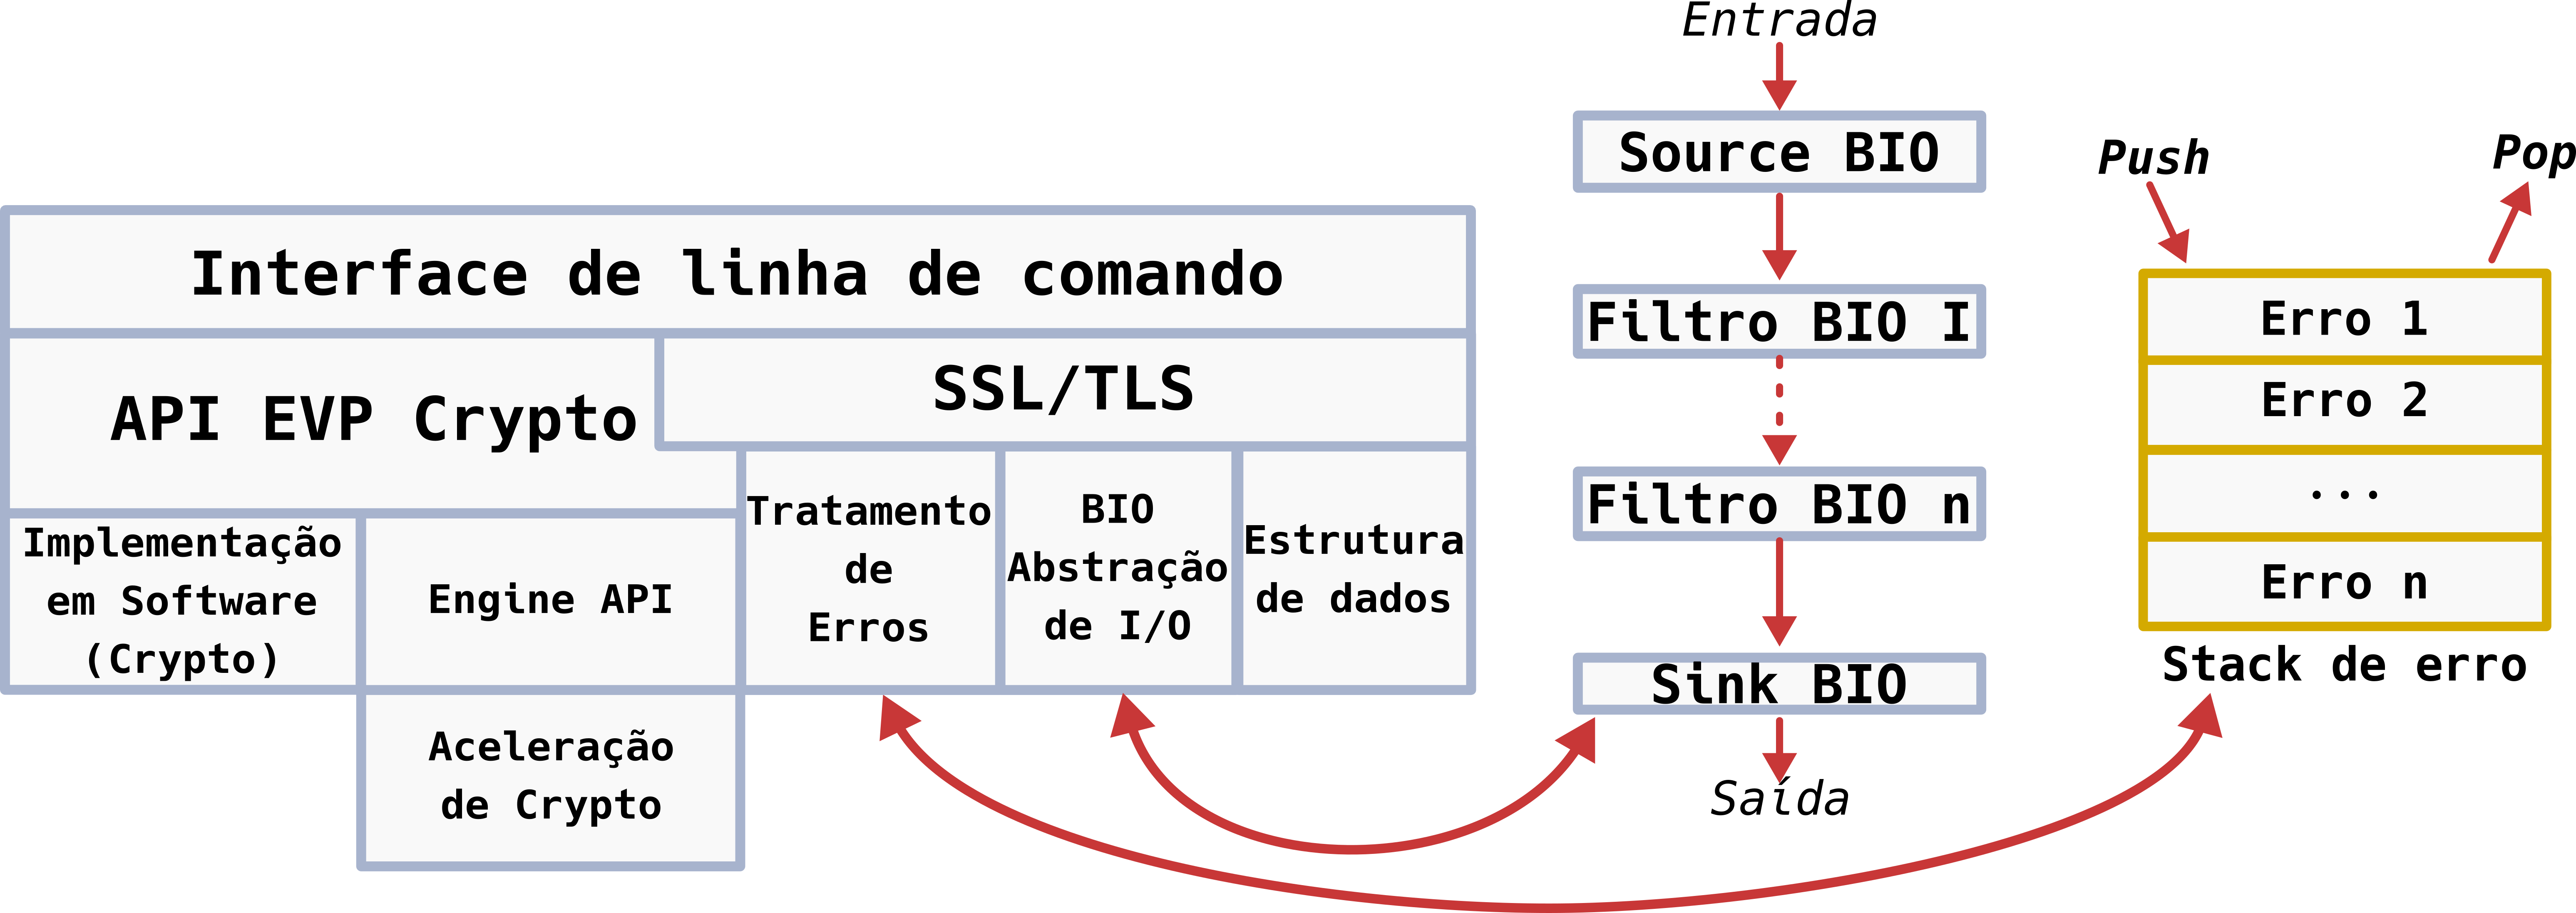 Interface de linha de comando
API EVP Crypto
SSL/TLS
Implementação
em Software
(Crypto)
Engine API
Tratamento
de
Erros
BIO
Abstração
de I/O
Estrutura
de dados
Aceleração
de Crypto
Entrada
Source BIO
Filtro BIO I
Filtro BIO n
Sink BIO
Saída
Push
Pop
Erro 1
Erro 2
...
Erro n
Stack de erro